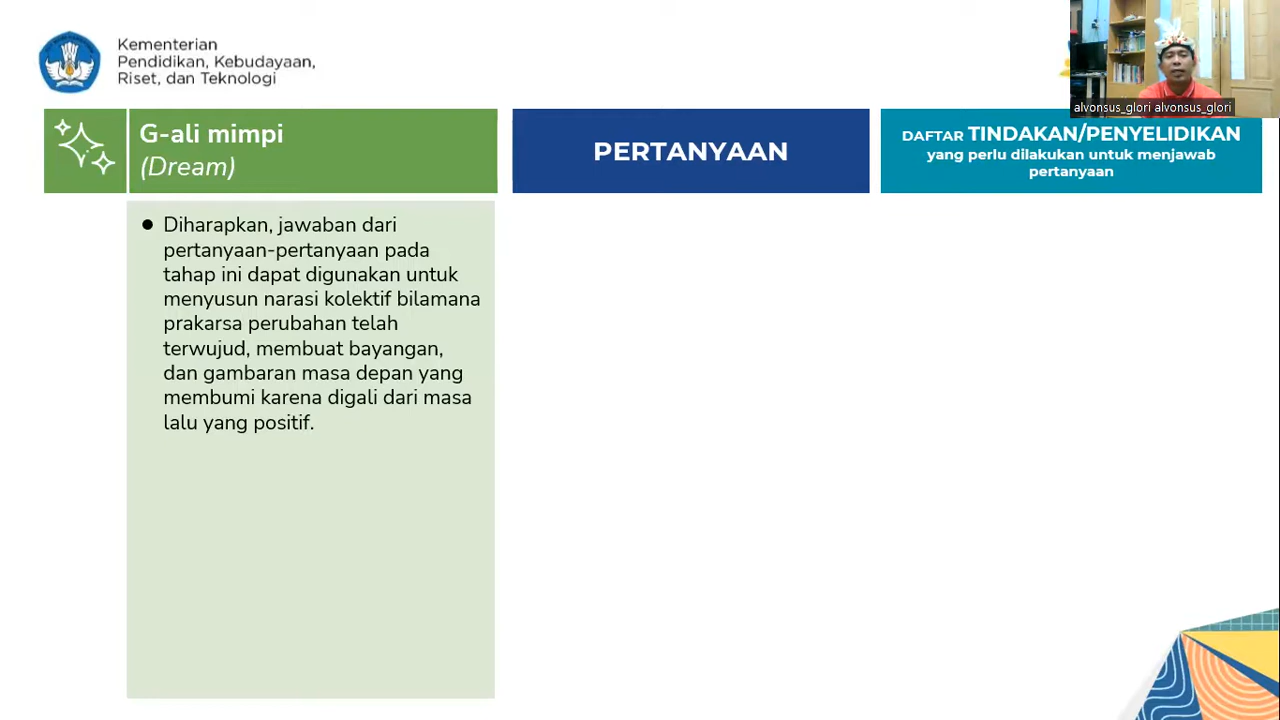 Kementerian
Pendidikan, Kebudayaan,
Riset, dan Teknologi
alvonsus_glori alvonsus_glori
G-ali mimpi
(Dream)
PERTANYAAN
DAFTAR TINDAKAN/PENYELIDIKAN
yang perlu dilakukan untuk menjawab
pertanyaan
● Diharapkan, jawaban dari
pertanyaan-pertanyaan pada
tahap ini dapat digunakan untuk
menyusun narasi kolektif bilamana
prakarsa perubahan telah
terwujud, membuat bayangan,
dan gambaran masa depan yang
membumi karena digali dari masa
lalu yang positif.